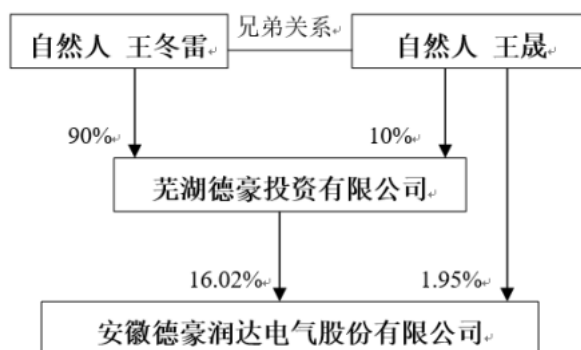 自然人 王冬雷
兄弟关系
自然人 王晟
90%
10%
芜湖德豪投资有限公司
16.02%
1.95%
安徽德豪润达电气股份有限公司